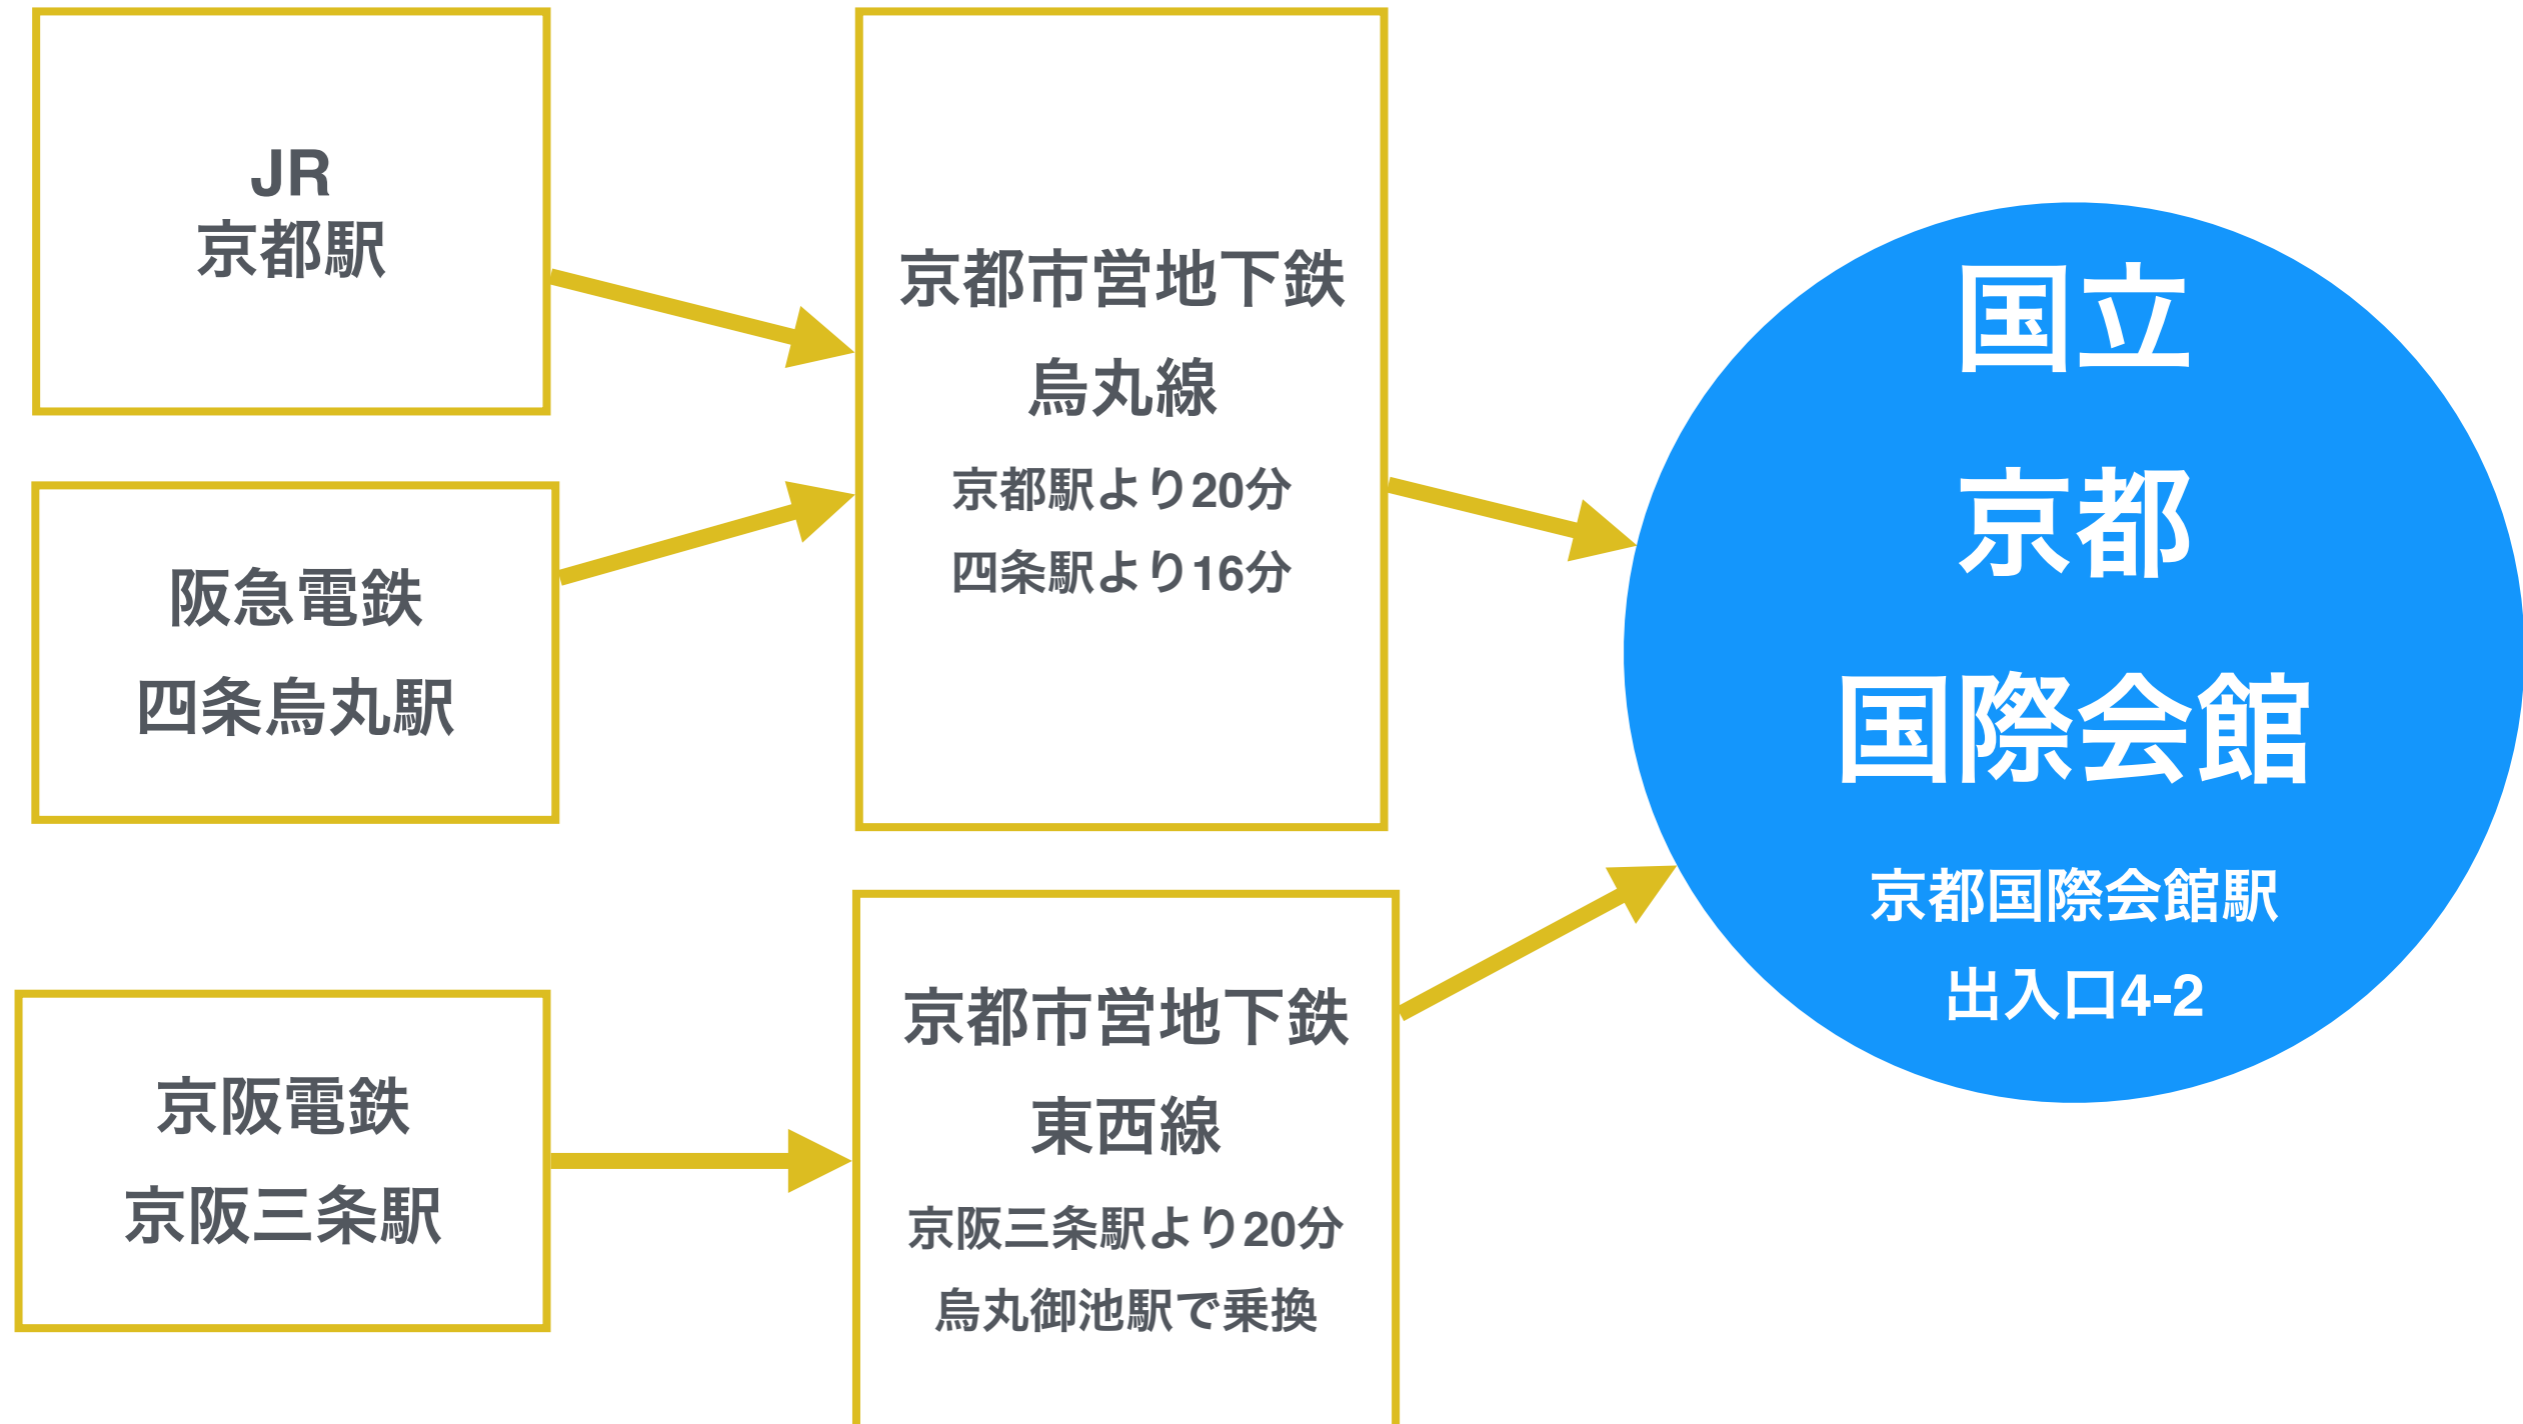 JR
京都駅
阪急電鉄
四条烏丸駅
京阪電鉄
京阪三条駅
京都市営地下鉄
烏丸線
京都駅より20分
四条駅より16分
京都市営地下鉄
東西線
京阪三条駅より20分
烏丸御池駅で乗換
国立
京都
国際会館
京都国際会館駅
出入口4-2